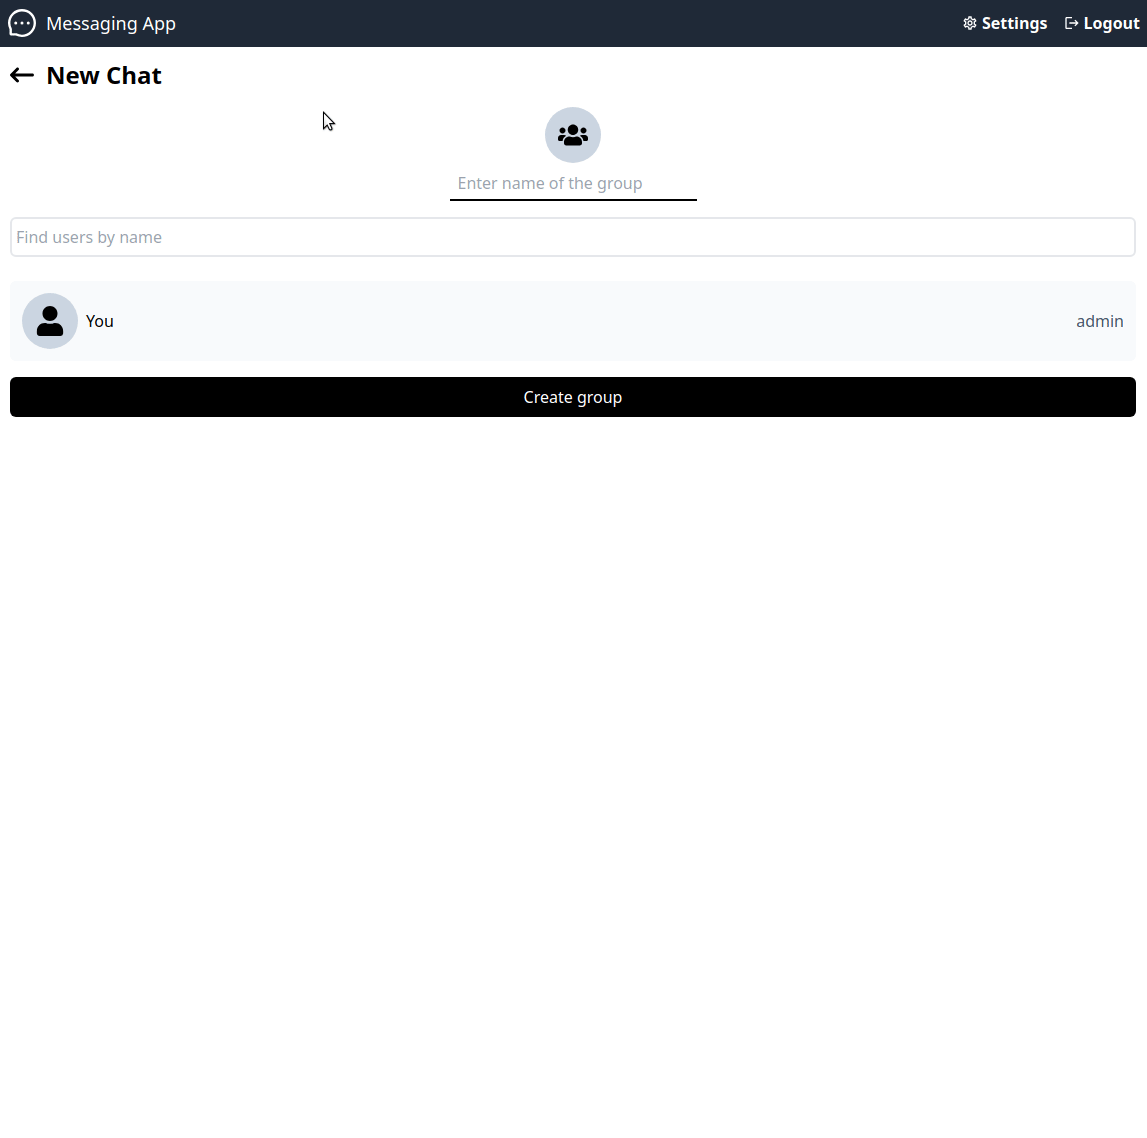 Messaging App
Settings
Logout
New Chat
Enter name of the group
Find users by name
You
admin
Create group